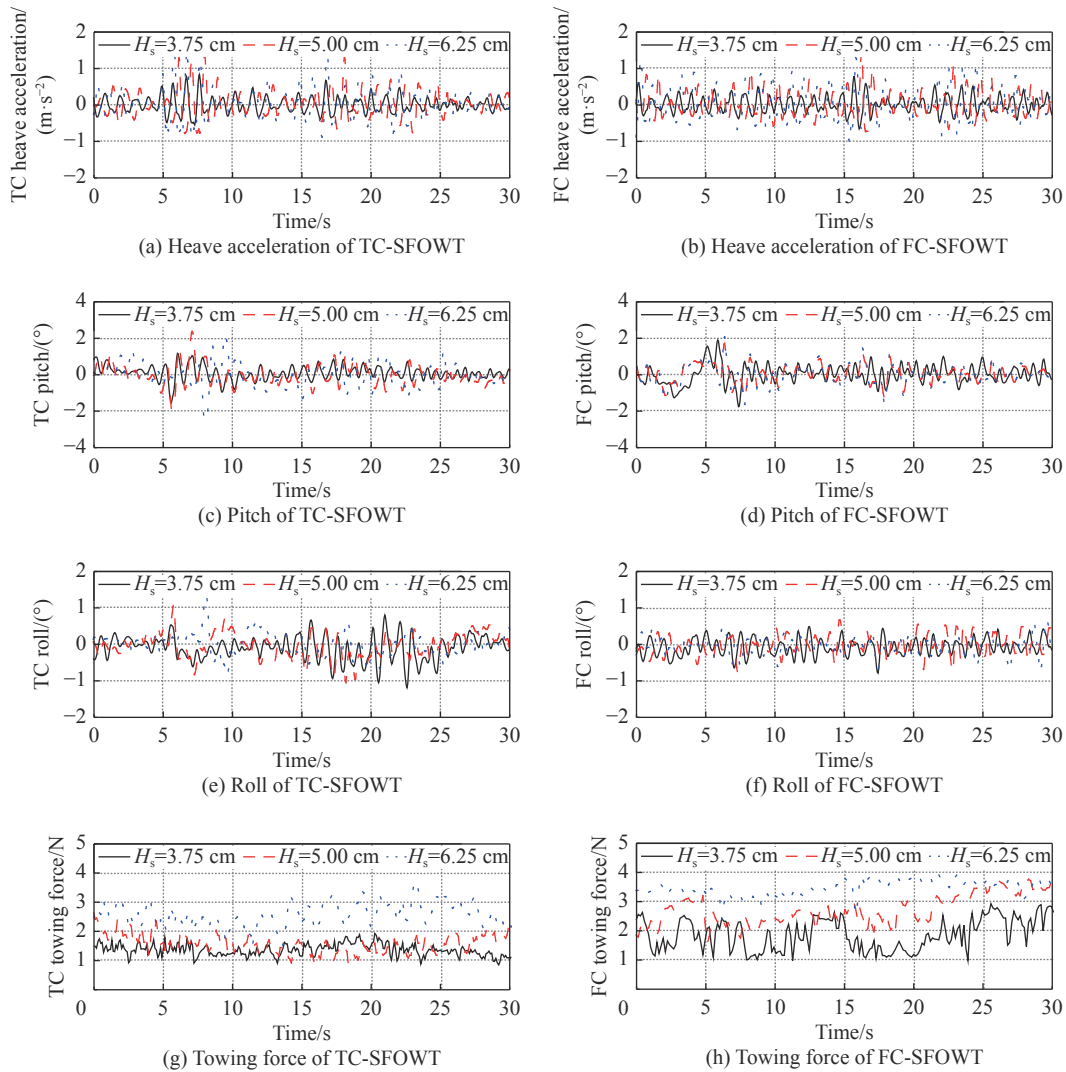 TC heave acceleration/
(m·s⁻²)
2
1
0
−1
−2
Hₛ=3.75 cm Hₛ=5.00 cm Hₛ=6.25 cm
0 5 10 15 20 25 30
Time/s
(a) Heave acceleration of TC-SFOWT
FC heave acceleration/
(m·s⁻²)
2
1
0
−1
−2
Hₛ=3.75 cm Hₛ=5.00 cm Hₛ=6.25 cm
0 5 10 15 20 25 30
Time/s
(b) Heave acceleration of FC-SFOWT
TC pitch/(°)
4
2
0
−2
−4
Hₛ=3.75 cm Hₛ=5.00 cm Hₛ=6.25 cm
0 5 10 15 20 25 30
Time/s
(c) Pitch of TC-SFOWT
FC pitch/(°)
4
2
0
−2
−4
Hₛ=3.75 cm Hₛ=5.00 cm Hₛ=6.25 cm
0 5 10 15 20 25 30
Time/s
(d) Pitch of FC-SFOWT
TC roll/(°)
2
1
0
−1
−2
Hₛ=3.75 cm Hₛ=5.00 cm Hₛ=6.25 cm
0 5 10 15 20 25 30
Time/s
(e) Roll of TC-SFOWT
FC roll/(°)
2
1
0
−1
−2
Hₛ=3.75 cm Hₛ=5.00 cm Hₛ=6.25 cm
0 5 10 15 20 25 30
Time/s
(f) Roll of FC-SFOWT
TC towing force/N
5
4
3
2
1
Hₛ=3.75 cm Hₛ=5.00 cm Hₛ=6.25 cm
0 5 10 15 20 25 30
Time/s
(g) Towing force of TC-SFOWT
FC towing force/N
5
4
3
2
1
Hₛ=3.75 cm Hₛ=5.00 cm Hₛ=6.25 cm
0 5 10 15 20 25 30
Time/s
(h) Towing force of FC-SFOWT